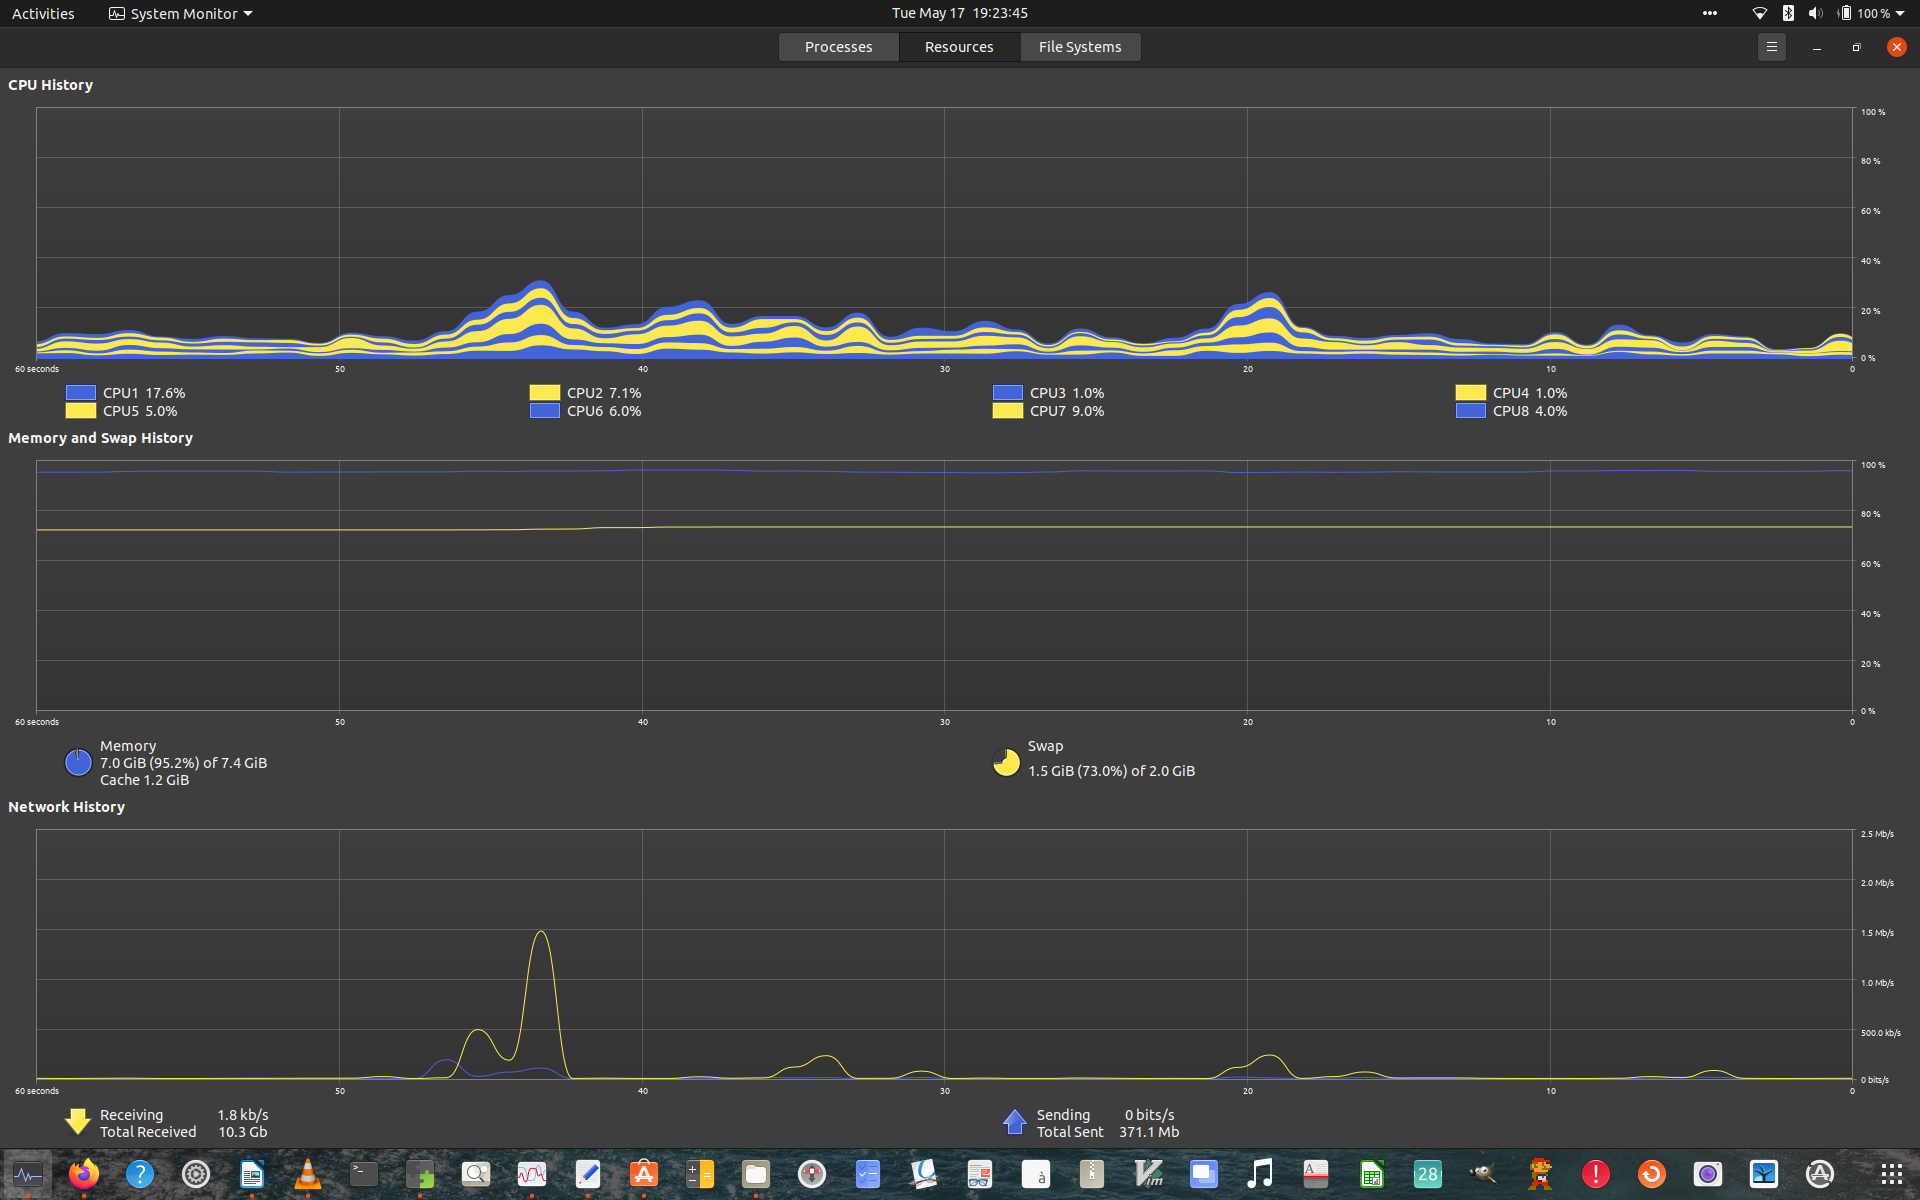 Activities System Monitor Tue May 17 19:23:45 100 %
Processes Resources File Systems
CPU History
100 %
80 %
60 %
40 %
20 %
0 %
60 seconds 50 40 30 20 10 0
CPU1 17.6% CPU2 7.1% CPU3 1.0% CPU4 1.0%
CPU5 5.0% CPU6 6.0% CPU7 9.0% CPU8 4.0%
Memory and Swap History
100 %
80 %
60 %
40 %
20 %
0 %
60 seconds 50 40 30 20 10 0
Memory Swap
7.0 GiB (95.2%) of 7.4 GiB 1.5 GiB (73.0%) of 2.0 GiB
Cache 1.2 GiB
Network History
2.5 Mb/s
2.0 Mb/s
1.5 Mb/s
1.0 Mb/s
500.0 kb/s
0 bits/s
60 seconds 50 40 30 20 10 0
Receiving 1.8 kb/s Sending 0 bits/s
Total Received 10.3 Gb Total Sent 371.1 Mb
? >_ à Vim A 28 !